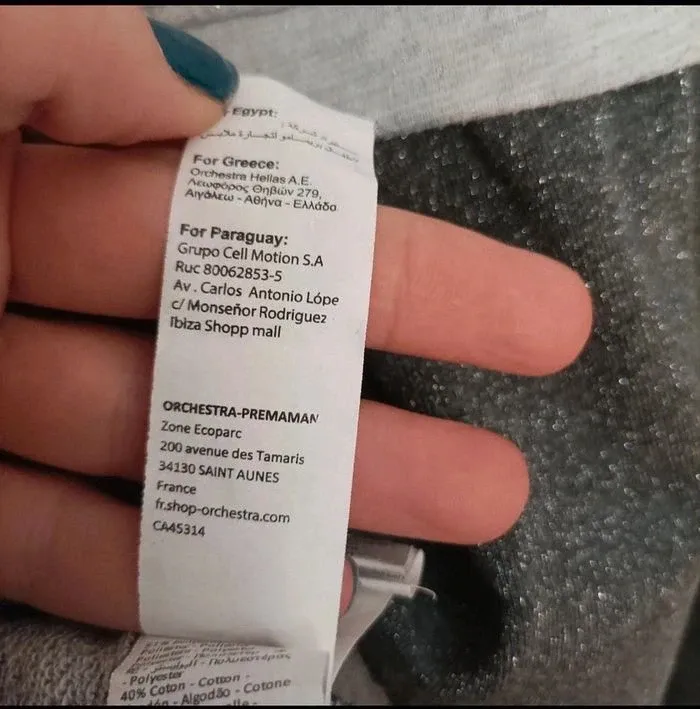 Egypt:
For Greece:
Orchestra Hellas A.E.
Λεωφόρος Θηβών 279,
Αιγάλεω - Αθήνα - Ελλάδα
For Paraguay:
Grupo Cell Motion S.A
Ruc 80062853-5
Av. Carlos Antonio Lópe
c/ Monseñor Rodriguez
Ibiza Shopp mall
ORCHESTRA-PREMAMAN
Zone Ecoparc
200 avenue des Tamaris
34130 SAINT AUNES
France
fr.shop-orchestra.com
CA45314
- Πολυεστέρας
- Polyester
40% Coton - Cotton -
- Algodão - Cotone